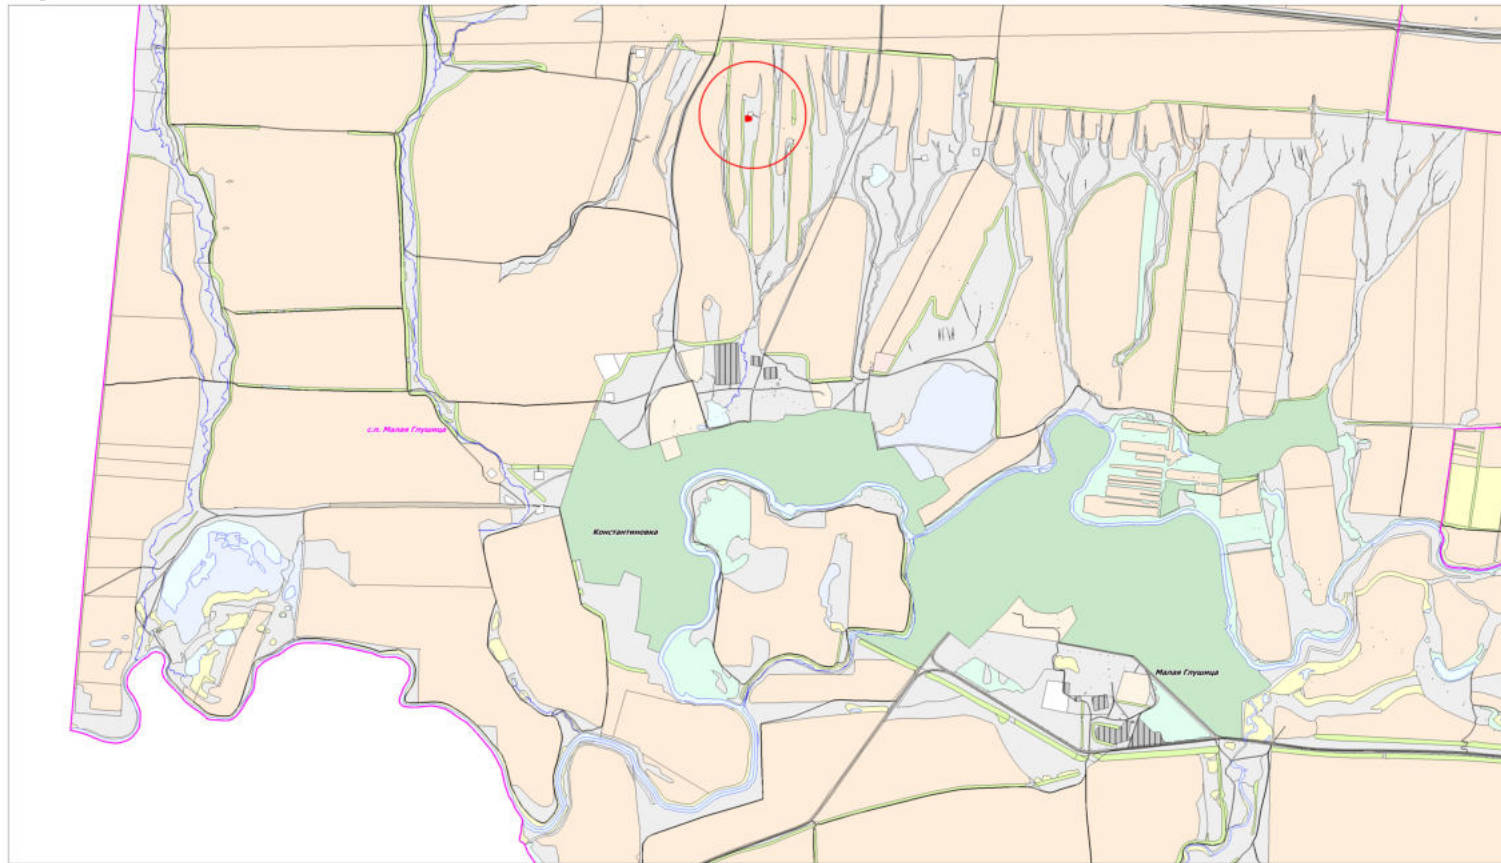 с.п. Малая Глушица
Константиновка
Малая Глушица